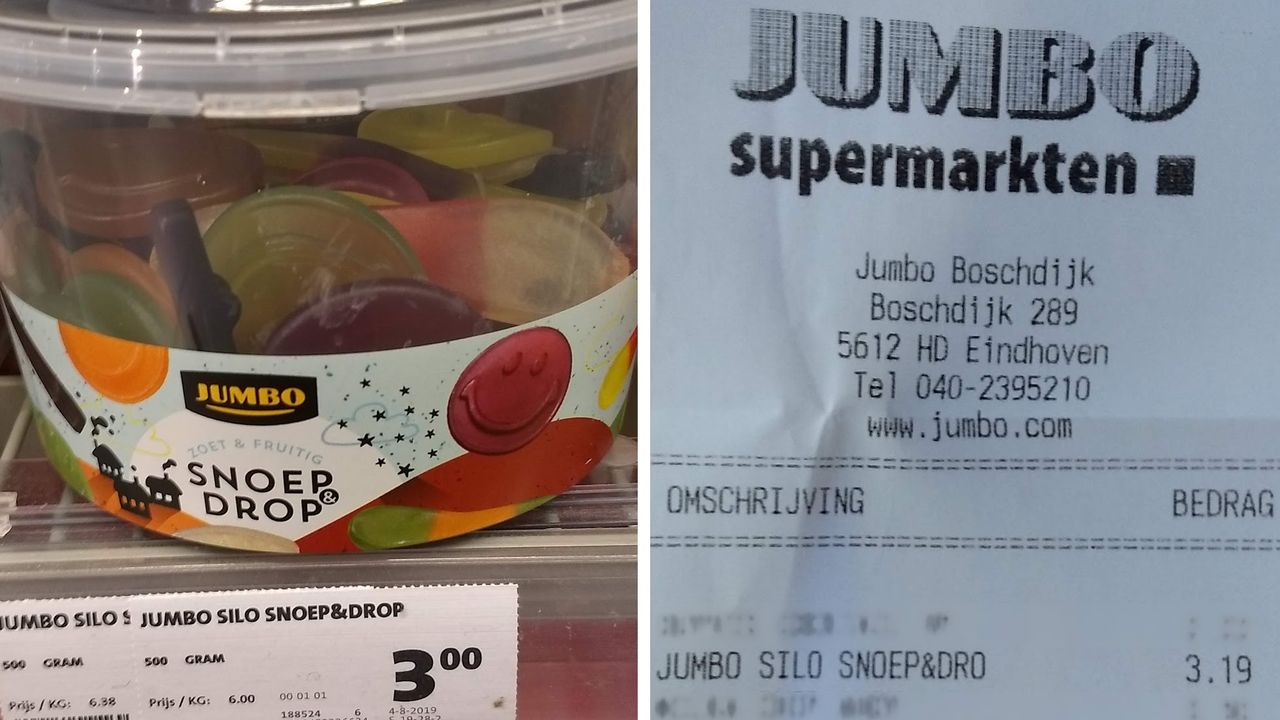 JUMBO
ZOET & FRUITIG
SNOEP
& DROP
JUMBO SILO S
500 GRAM
Prijs / KG: 6.38
JUMBO SILO SNOEP&DROP
500 GRAM
3.00
Prijs / KG: 6.00
00 01 01
188524 6
4-8-2019
JUMBO
supermarkten
Jumbo Boschdijk
Boschdijk 289
5612 HD Eindhoven
Tel 040-2395210
www.jumbo.com
OMSCHRIJVING BEDRAG
JUMBO SILO SNOEP&DRO 3.19